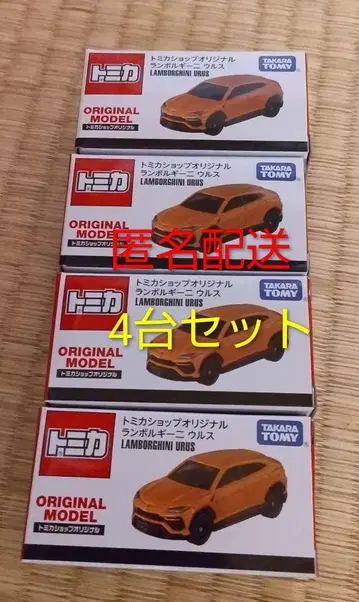 トミカ
トミカショップオリジナル
ランボルギーニ ウルス
LAMBORGHINI URUS
TAKARA
TOMY
ORIGINAL
MODEL
トミカショップオリジナル
トミカ
トミカショップオリジナル
ランボルギーニ ウルス
LAMBORGHINI URUS
TAKARA
TOMY
ORIGINAL
MODEL
トミカショップオリジナル
匿名配送
トミカ
トミカショップオリジナル
ランボルギーニ ウルス
LAMBORGHINI URUS
TAKARA
TOMY
4台セット
ORIGINAL
MODEL
トミカショップオリジナル
トミカ
トミカショップオリジナル
ランボルギーニ ウルス
LAMBORGHINI URUS
TAKARA
TOMY
ORIGINAL
MODEL
トミカショップオリジナル